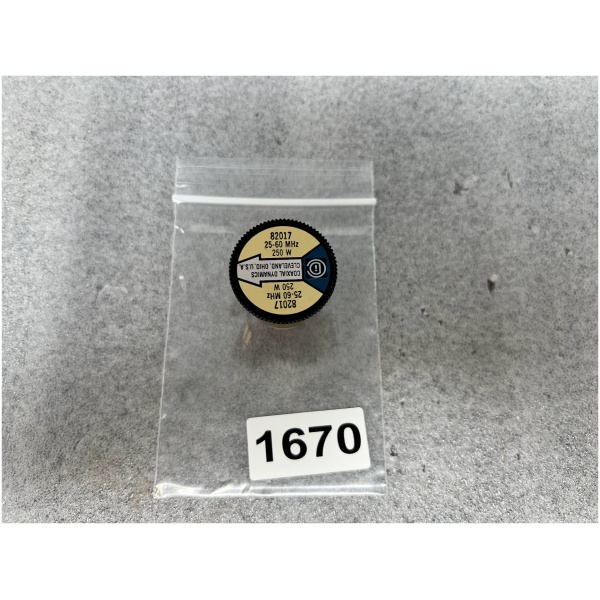 82017
25-60 MHz
250 W
COAXIAL DYNAMICS
CLEVELAND, OHIO, U.S.A.
82017
25-60 MHz
250 W
1670